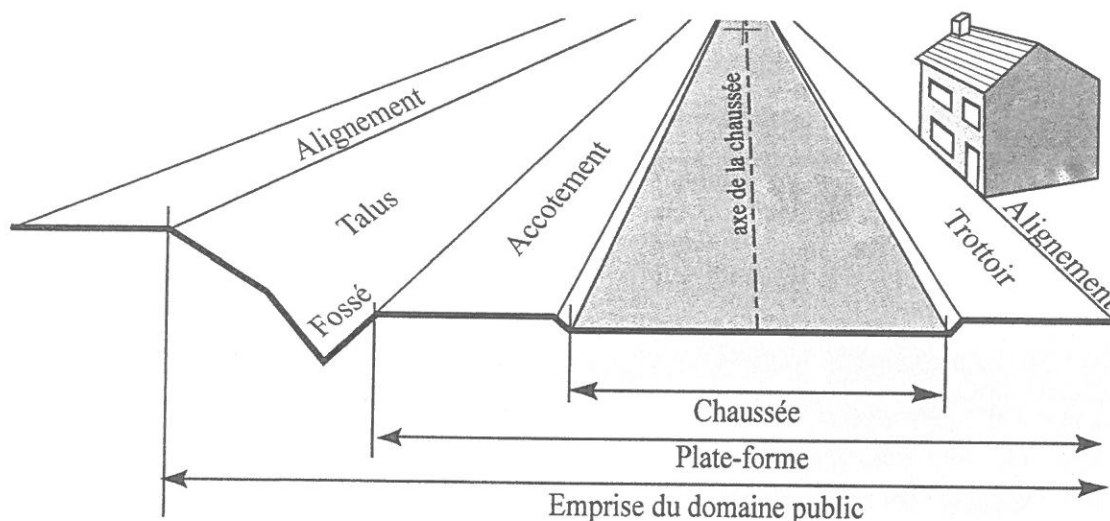 Alignement
Talus
Fossé
Accotement
axe de la chaussée
Trottoir
Alignement
Chaussée
Plate-forme
Emprise du domaine public